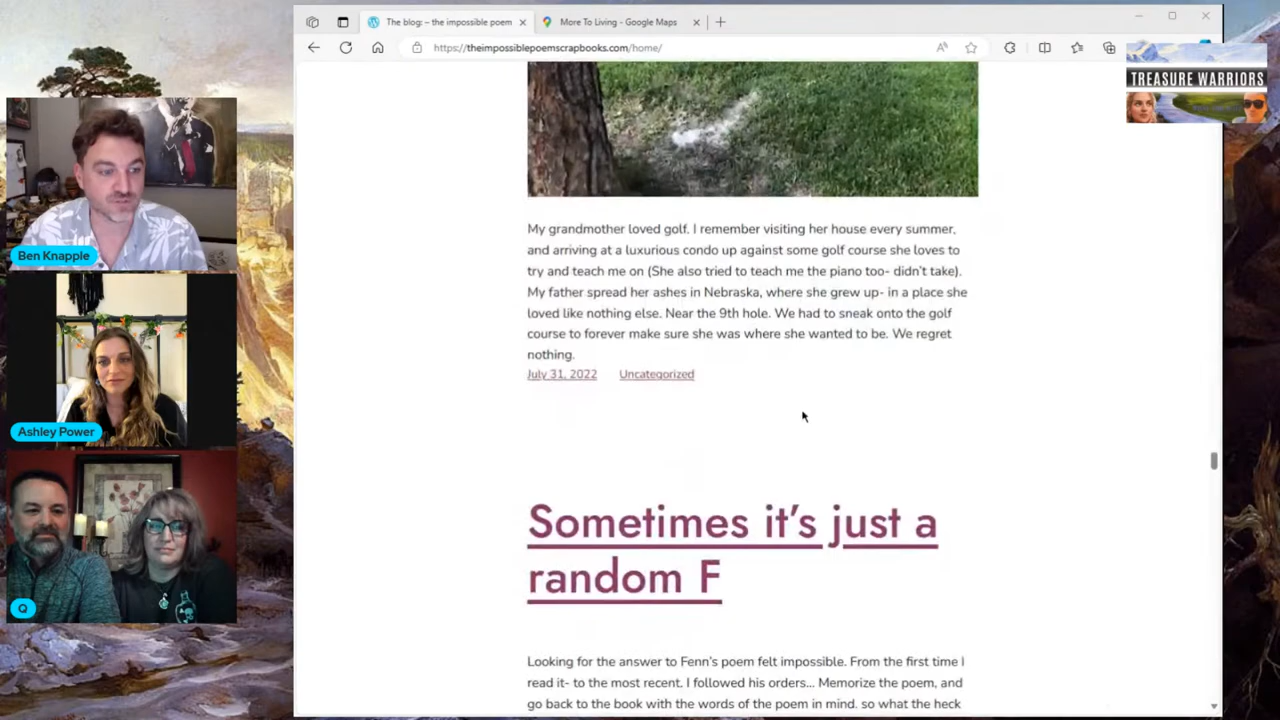 The blog: – the impossible poem
More To Living - Google Maps
https://theimpossiblepoemscrapbooks.com/home/
TREASURE WARRIORS
Ben Knapple
Ashley Power
Q
My grandmother loved golf. I remember visiting her house every summer,
and arriving at a luxurious condo up against some golf course she loves to
try and teach me on (She also tried to teach me the piano too- didn't take).
My father spread her ashes in Nebraska, where she grew up- in a place she
loved like nothing else. Near the 9th hole. We had to sneak onto the golf
course to forever make sure she was where she wanted to be. We regret
nothing.
July 31, 2022 Uncategorized
Sometimes it's just a
random F
Looking for the answer to Fenn's poem felt impossible. From the first time I
read it- to the most recent. I followed his orders... Memorize the poem, and
go back to the book with the words of the poem in mind. so what the heck